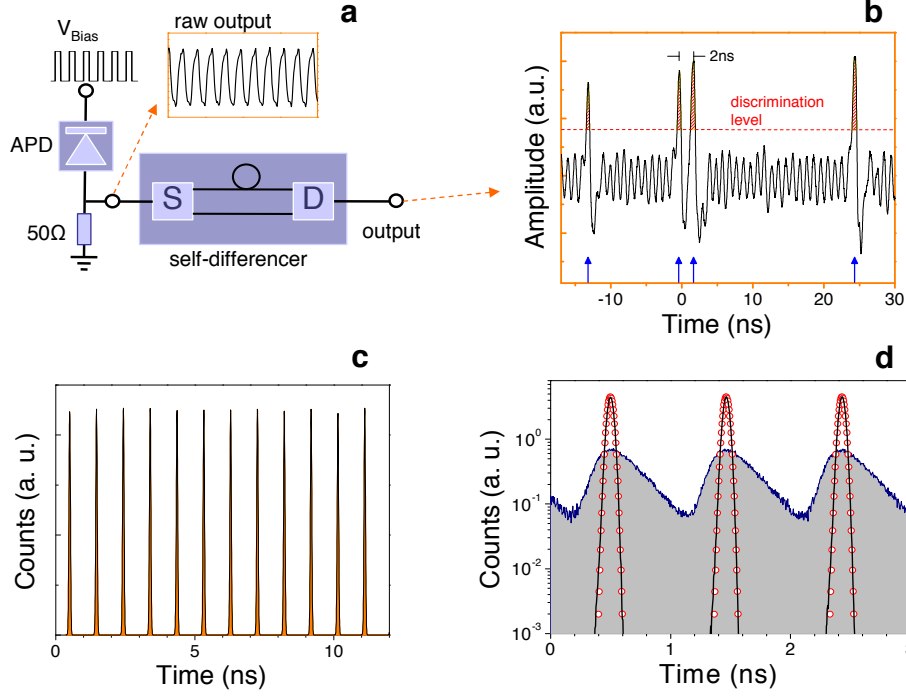 a
raw output
V_Bias
APD
S
D
50Ω
output
self-differencer
b
2ns
discrimination
level
Amplitude (a.u.)
-10 0 10 20 30
Time (ns)
c
Counts (a. u.)
0 5 10
Time (ns)
d
10^0
10^-1
10^-2
10^-3
Counts (a. u.)
0 1 2
Time (ns)